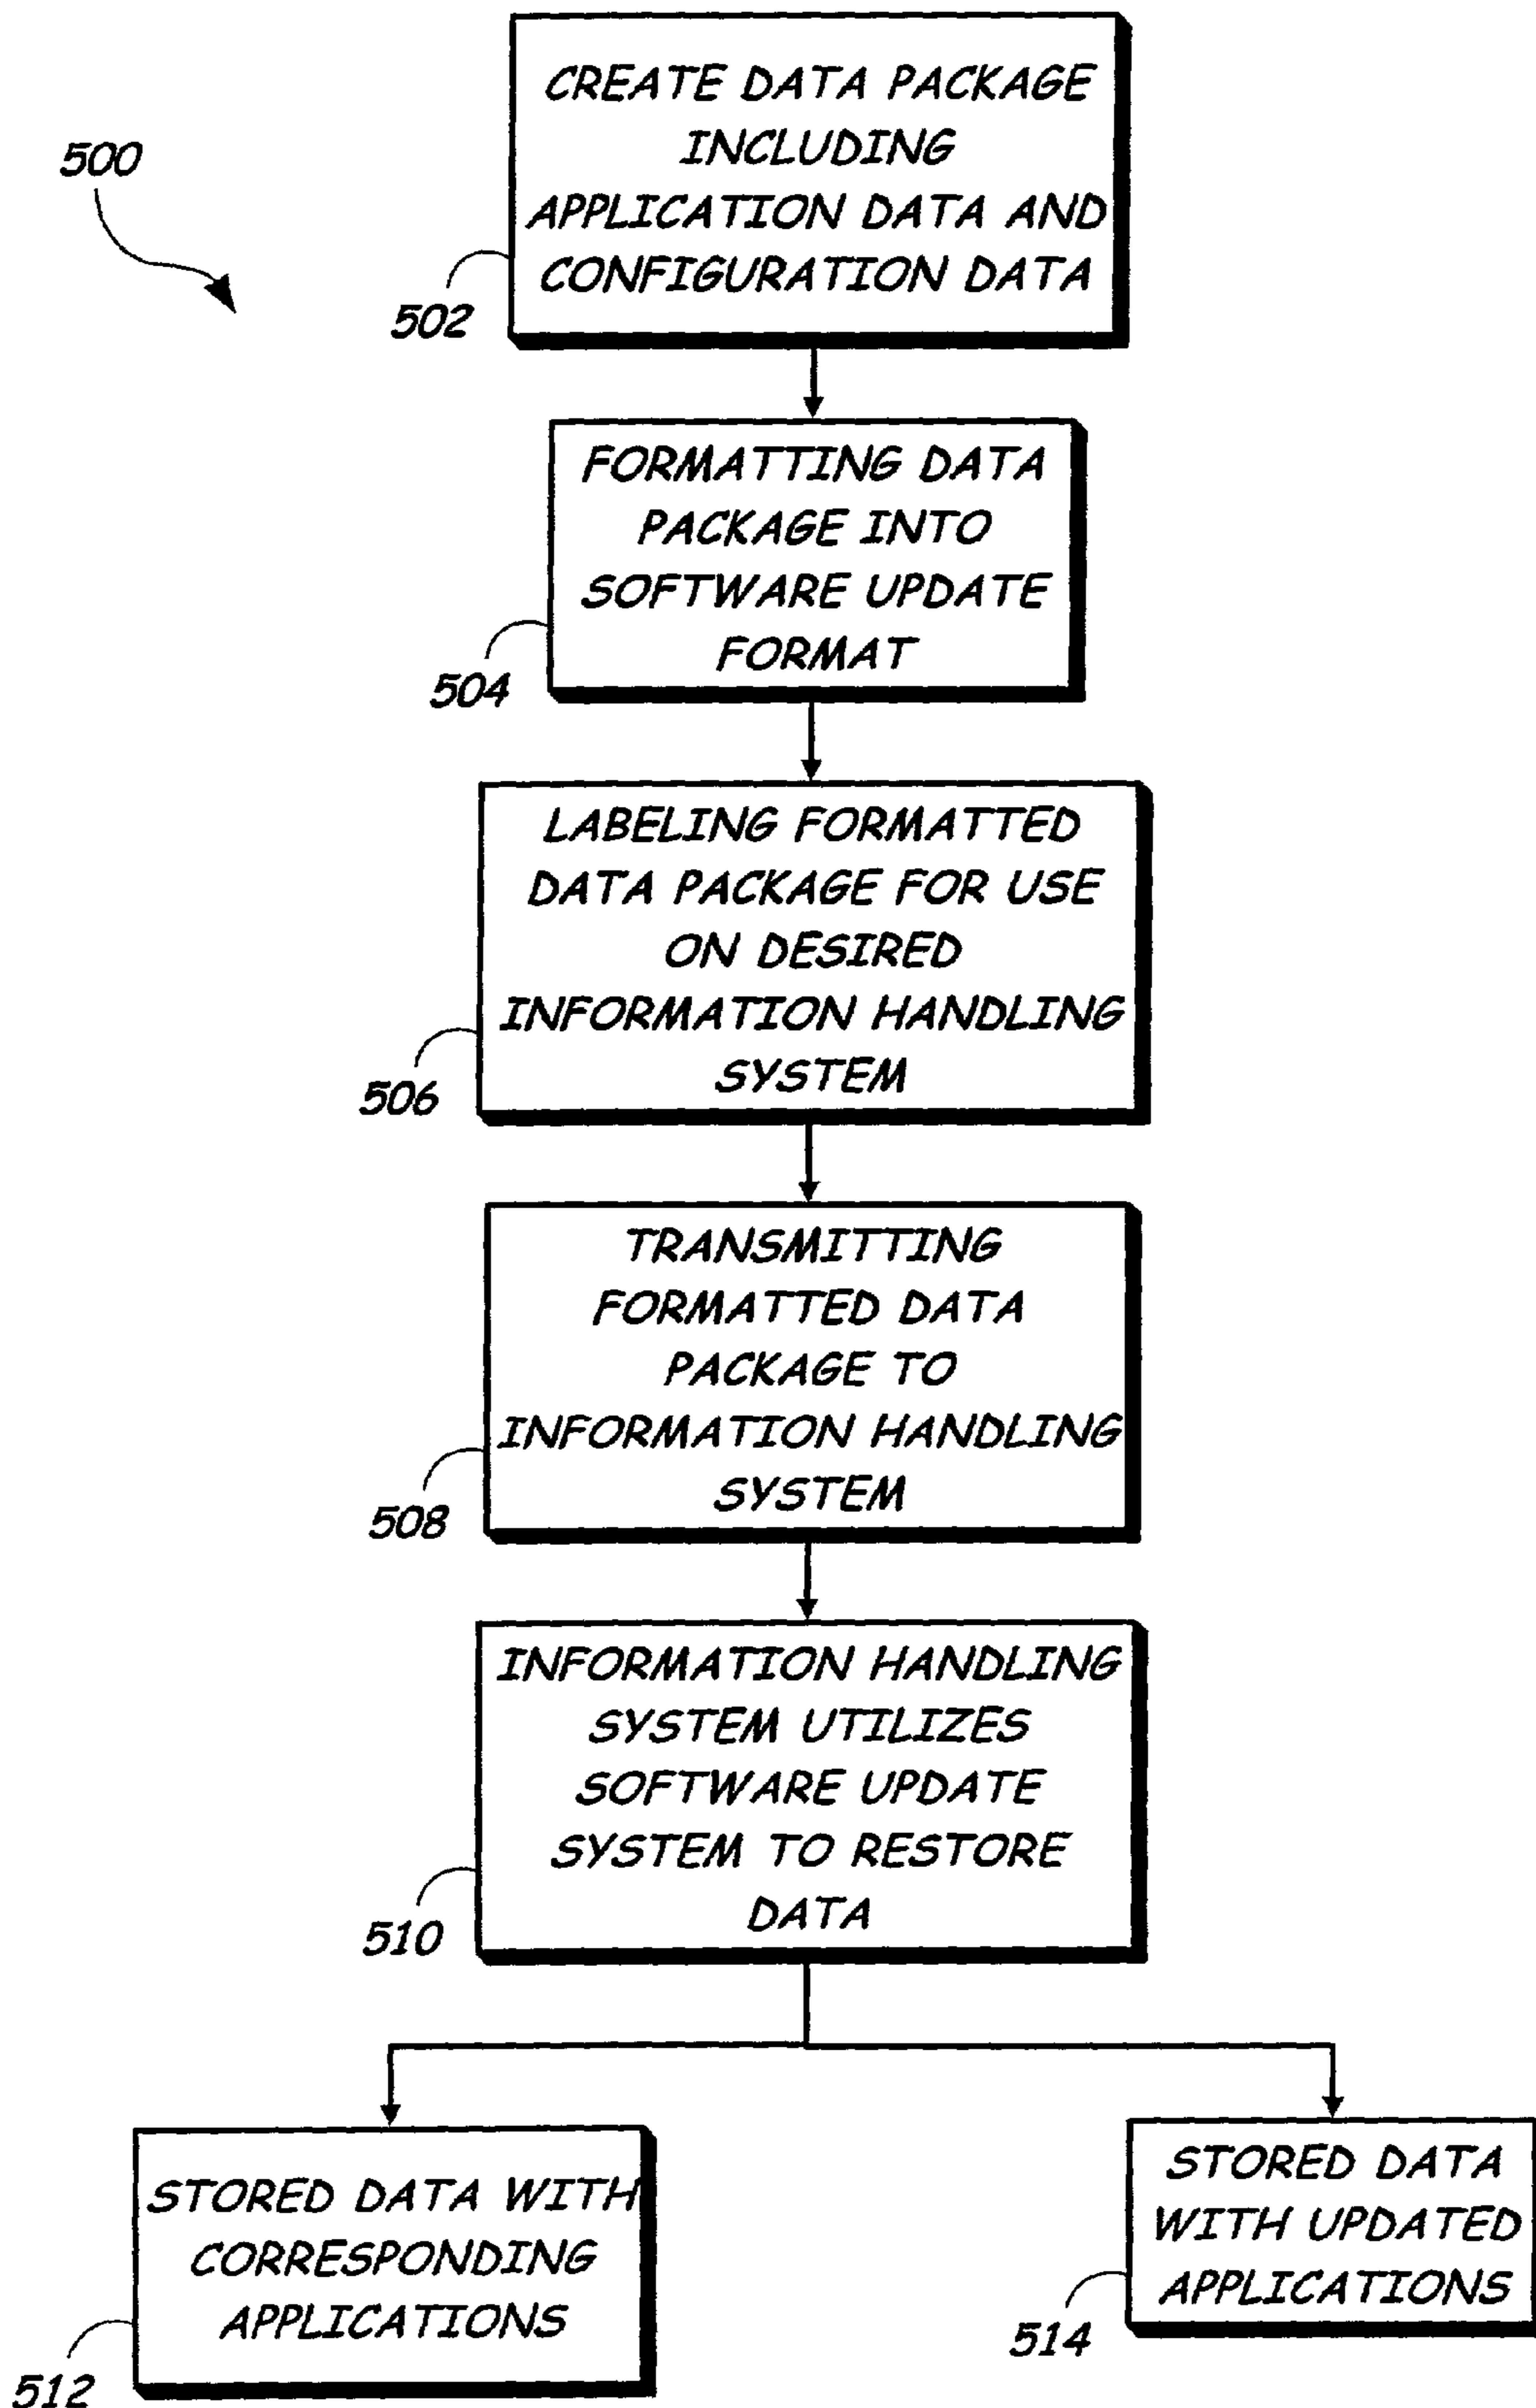 500
CREATE DATA PACKAGE
INCLUDING
APPLICATION DATA AND
CONFIGURATION DATA
502
FORMATTING DATA
PACKAGE INTO
SOFTWARE UPDATE
FORMAT
504
LABELING FORMATTED
DATA PACKAGE FOR USE
ON DESIRED
INFORMATION HANDLING
SYSTEM
506
TRANSMITTING
FORMATTED DATA
PACKAGE TO
INFORMATION HANDLING
SYSTEM
508
INFORMATION HANDLING
SYSTEM UTILIZES
SOFTWARE UPDATE
SYSTEM TO RESTORE
DATA
510
STORED DATA WITH
CORRESPONDING
APPLICATIONS
512
STORED DATA
WITH UPDATED
APPLICATIONS
514